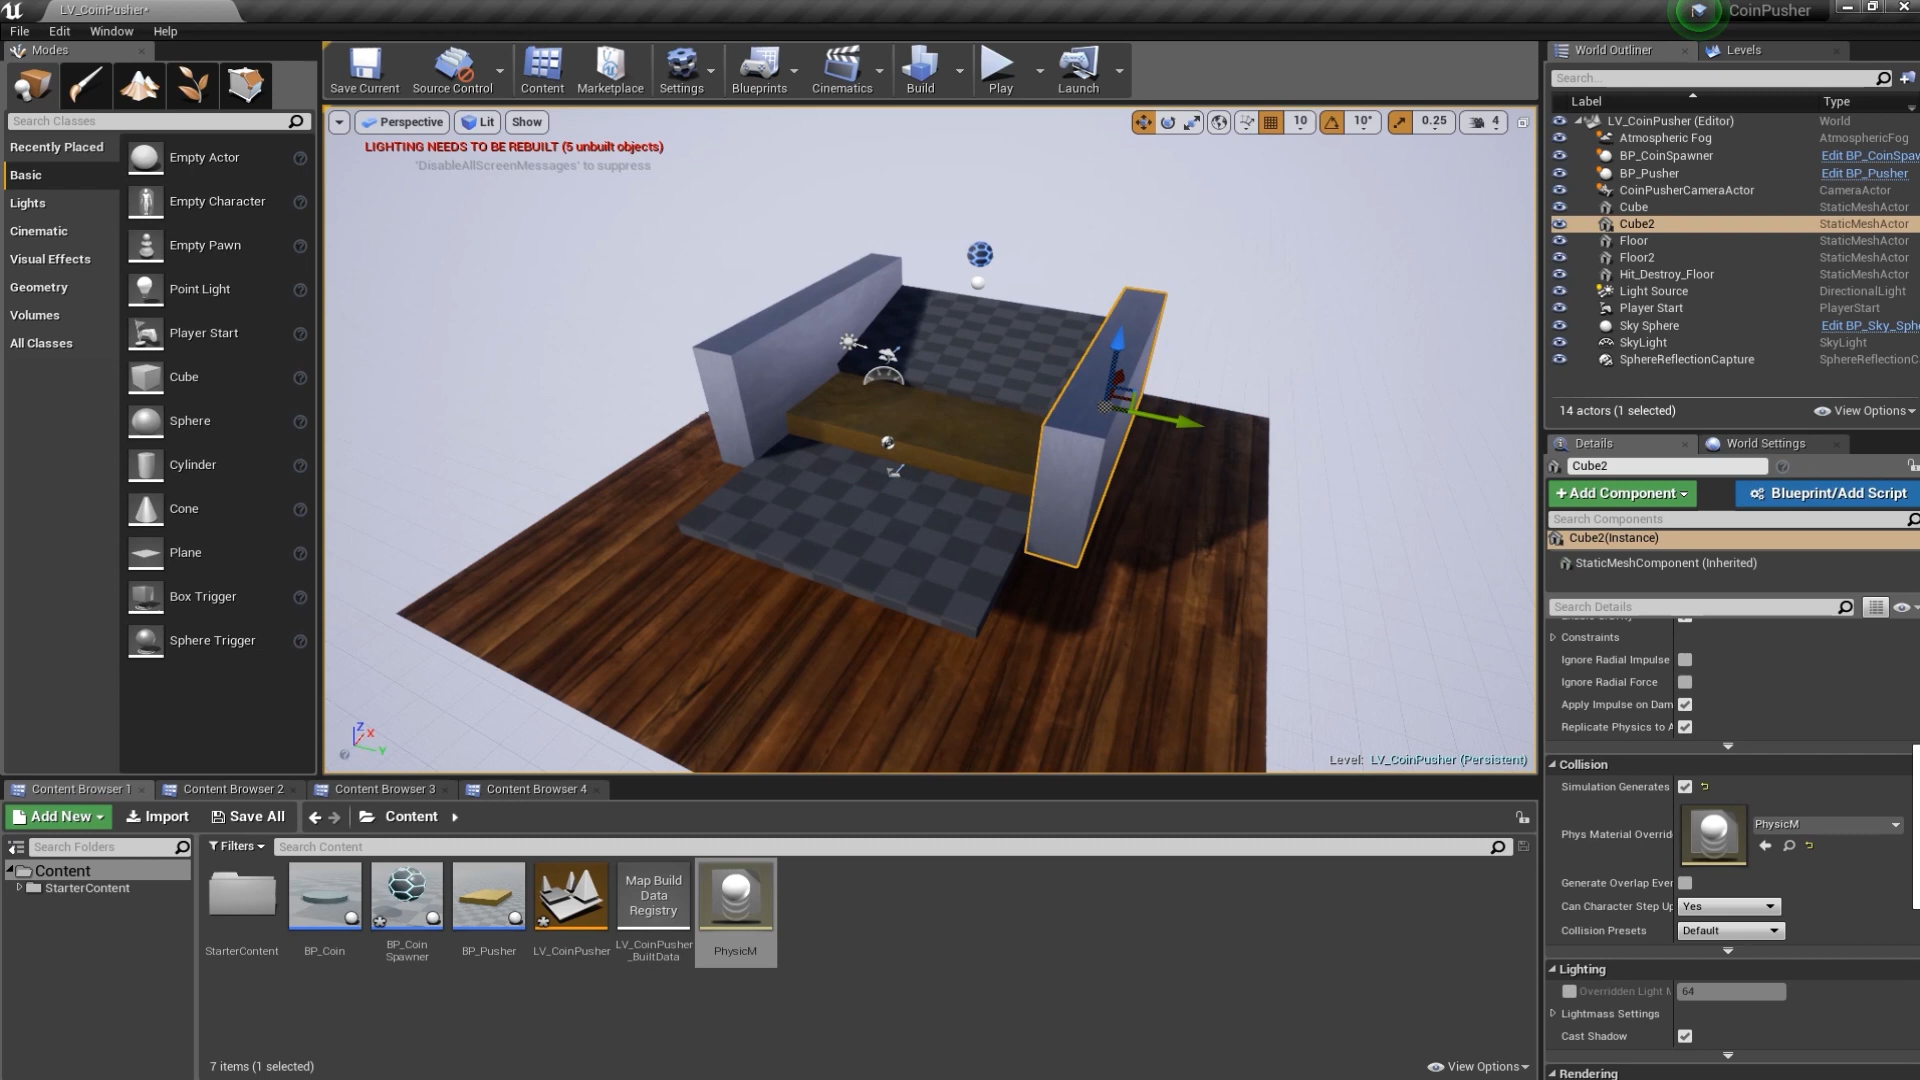 LV_CoinPusher*
CoinPusher
File Edit Window Help
Modes
World Outliner
Levels
Save Current
Source Control
Content
Marketplace
Settings
Blueprints
Cinematics
Build
Play
Launch
Search Classes
Recently Placed
Basic
Lights
Cinematic
Visual Effects
Geometry
Volumes
All Classes
Empty Actor
Empty Character
Empty Pawn
Point Light
Player Start
Cube
Sphere
Cylinder
Cone
Plane
Box Trigger
Sphere Trigger
Perspective
Lit
Show
10
10°
0.25
4
LIGHTING NEEDS TO BE REBUILT (5 unbuilt objects)
'DisableAllScreenMessages' to suppress
Z
X
Y
Level: LV_CoinPusher (Persistent)
Search...
Label Type
LV_CoinPusher (Editor) World
Atmospheric Fog AtmosphericFog
BP_CoinSpawner Edit BP_CoinSpaw
BP_Pusher Edit BP_Pusher
CoinPusherCameraActor CameraActor
Cube StaticMeshActor
Cube2 StaticMeshActor
Floor StaticMeshActor
Floor2 StaticMeshActor
Hit_Destroy_Floor StaticMeshActor
Light Source DirectionalLight
Player Start PlayerStart
Sky Sphere Edit BP_Sky_Sph
SkyLight SkyLight
SphereReflectionCapture SphereReflectionC
14 actors (1 selected)
View Options
Details
World Settings
Cube2
+Add Component
Blueprint/Add Script
Search Components
Cube2(Instance)
StaticMeshComponent (Inherited)
Search Details
Constraints
Ignore Radial Impulse
Ignore Radial Force
Apply Impulse on Dam
Replicate Physics to A
Collision
Simulation Generates
Phys Material Overrid
PhysicM
Generate Overlap Ever
Can Character Step Up
Yes
Collision Presets
Default
Lighting
Overridden Light M
64
Lightmass Settings
Cast Shadow
Rendering
Content Browser 1
Content Browser 2
Content Browser 3
Content Browser 4
Add New
Import
Save All
Content
Search Folders
Filters
Search Content
Content
StarterContent
Map Build
Data
Registry
StarterContent
BP_Coin
BP_Coin
Spawner
BP_Pusher
LV_CoinPusher
LV_CoinPusher
_BuiltData
PhysicM
7 items (1 selected)
View Options